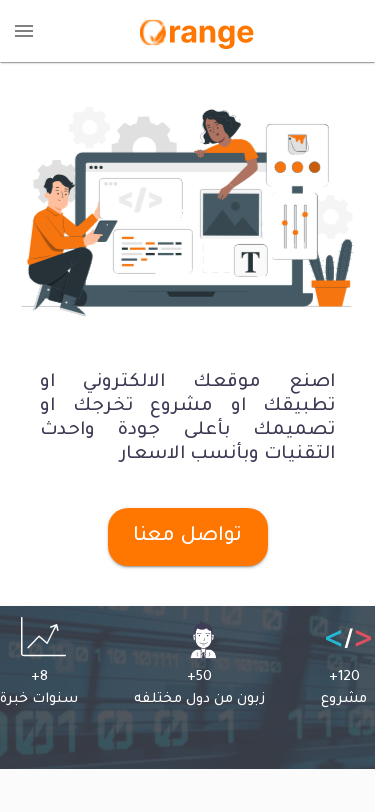 Orange
</>
T
اصنع موقعك الالكتروني او
تطبيقك او مشروع تخرجك او
تصميمك بأعلى جودة واحدث
التقنيات وبأنسب الاسعار
تواصل معنا
</>
+120
مشروع
+50
زبون من دول مختلفه
+8
سنوات خبرة